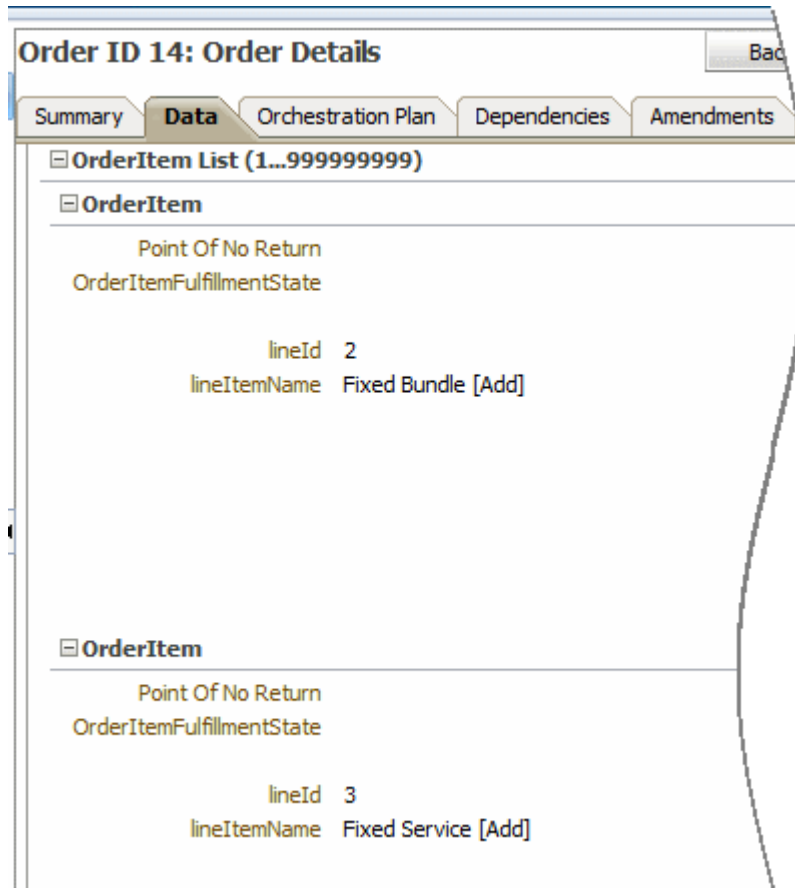 Order ID 14: Order Details
Summary Data Orchestration Plan Dependencies Amendments
OrderItem List (1...999999999)
OrderItem
Point Of No Return
OrderItemFulfillmentState
lineId 2
lineItemName Fixed Bundle [Add]
OrderItem
Point Of No Return
OrderItemFulfillmentState
lineId 3
lineItemName Fixed Service [Add]